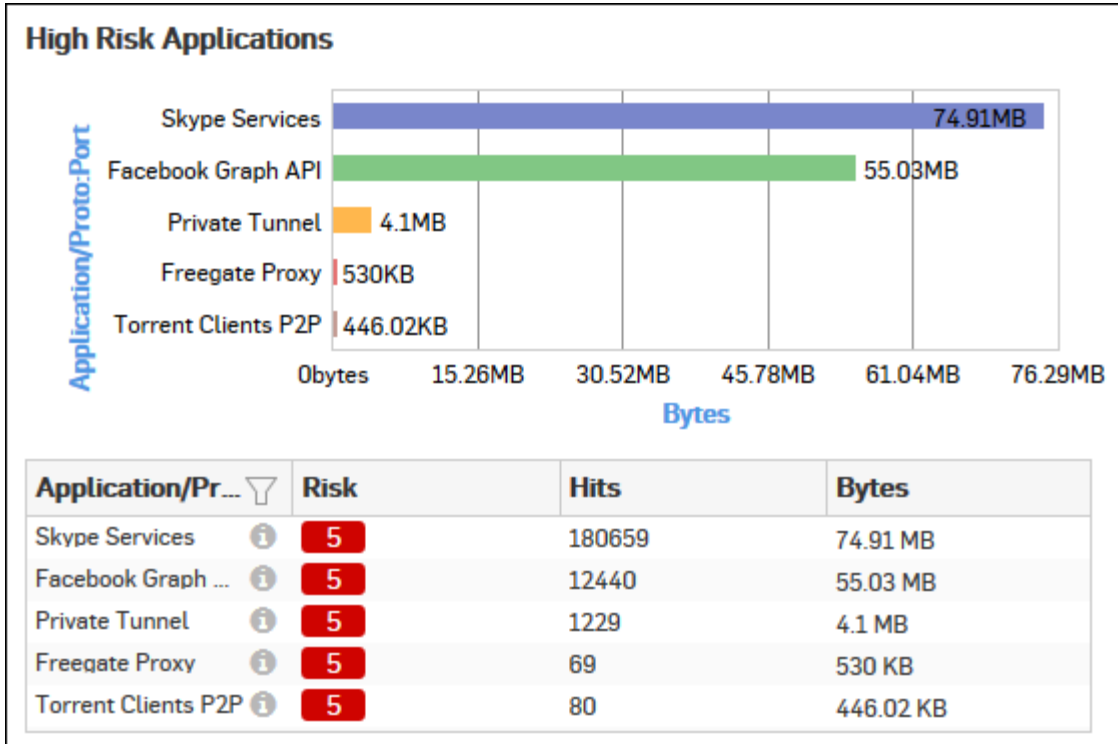 High Risk Applications
Application/Proto:Port
Skype Services 74.91MB
Facebook Graph API 55.03MB
Private Tunnel 4.1MB
Freegate Proxy 530KB
Torrent Clients P2P 446.02KB
0bytes 15.26MB 30.52MB 45.78MB 61.04MB 76.29MB
Bytes
Application/Pr... Risk Hits Bytes
Skype Services 5 180659 74.91 MB
Facebook Graph ... 5 12440 55.03 MB
Private Tunnel 5 1229 4.1 MB
Freegate Proxy 5 69 530 KB
Torrent Clients P2P 5 80 446.02 KB